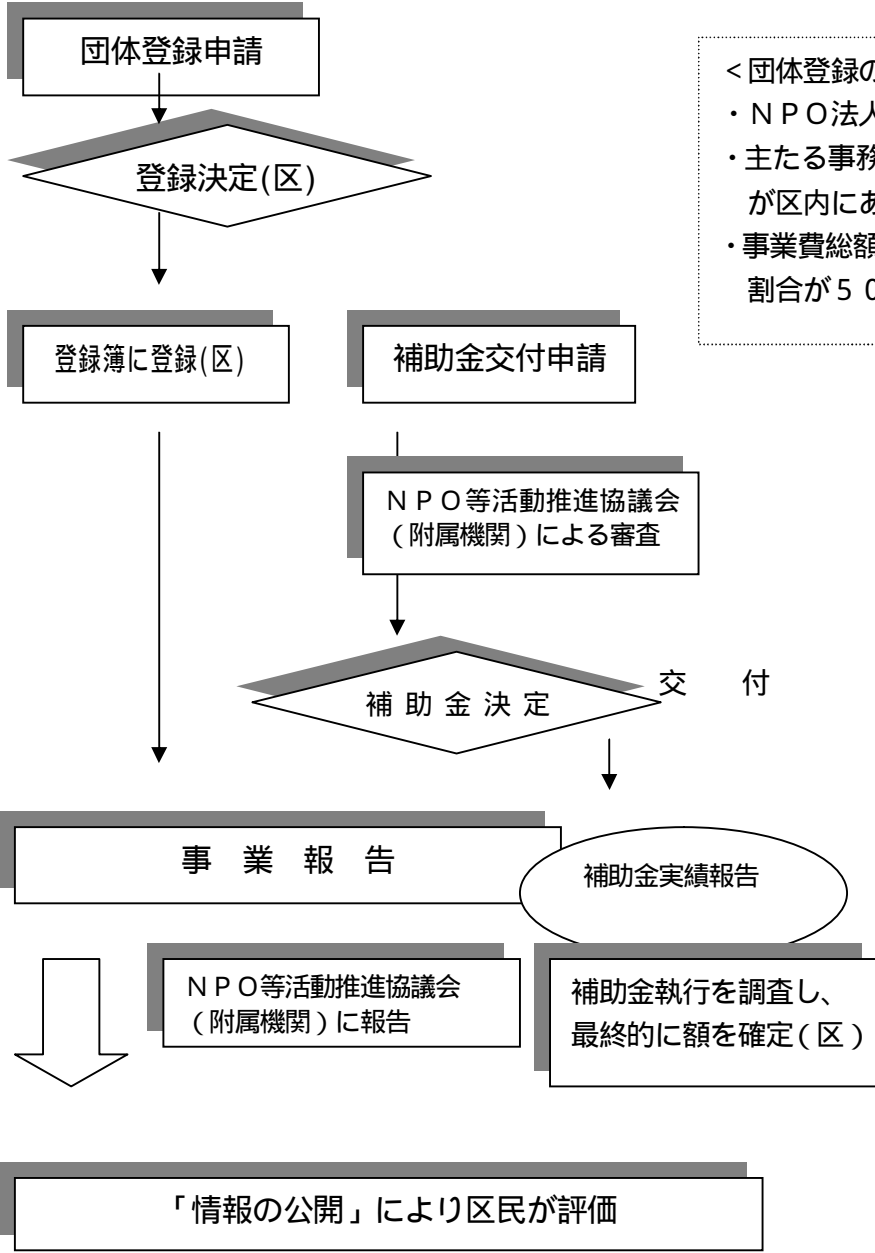 団体登録申請
<団体登録の
・NPO法人
・主たる事務
が区内にあ
・事業費総額
割合が50
登録決定(区)
登録簿に登録(区)
補助金交付申請
NPO等活動推進協議会
(附属機関)による審査
補助金決定
交　付
事　業　報　告
補助金実績報告
NPO等活動推進協議会
(附属機関)に報告
補助金執行を調査し、
最終的に額を確定(区)
「情報の公開」により区民が評価